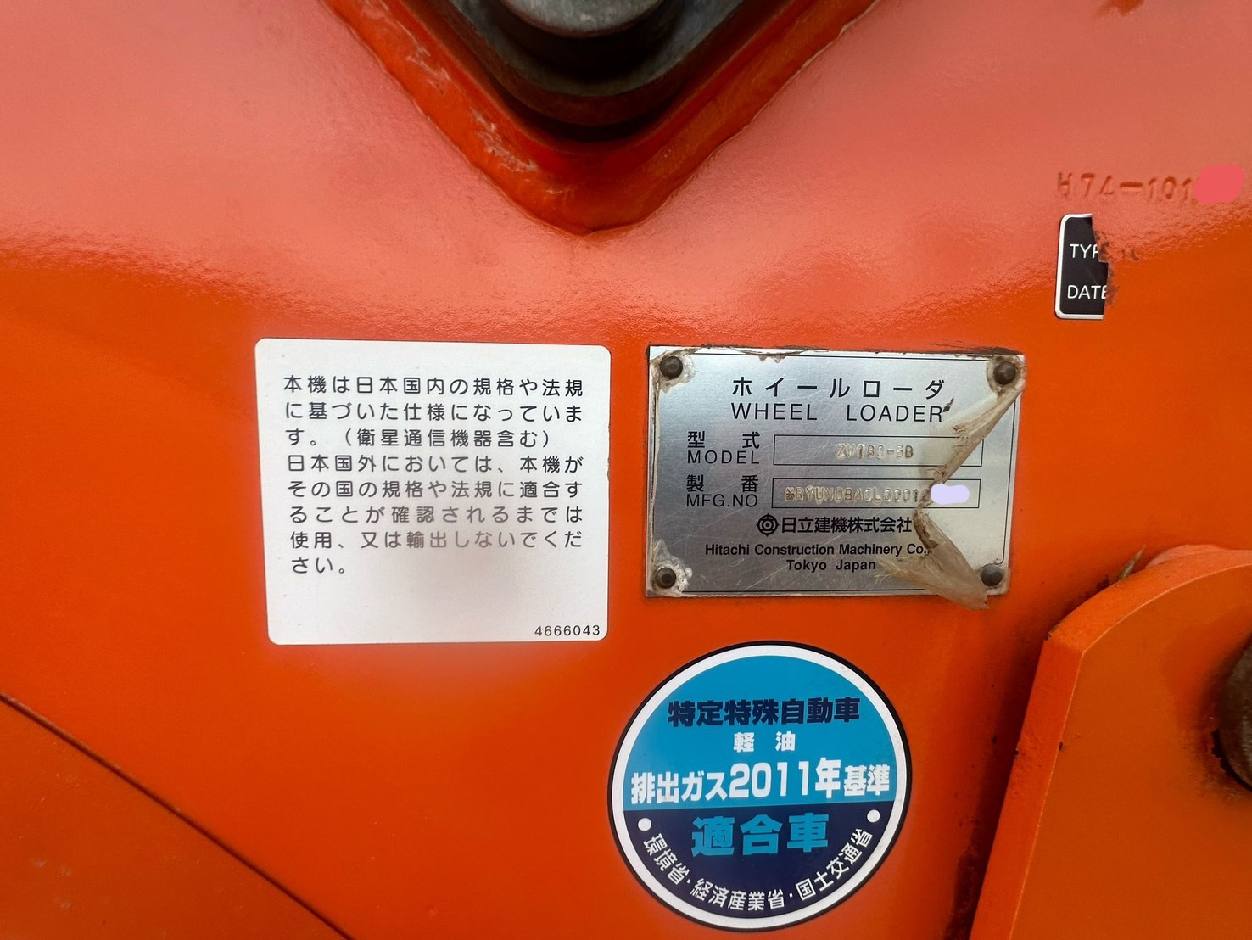 H74-101
TYP
DATE
本機は日本国内の規格や法規
に基づいた仕様になっていま
す。（衛星通信機器含む）
日本国外においては、本機が
その国の規格や法規に適合す
ることが確認されるまでは
使用、又は輸出しないでくだ
さい。
4666043
ホイールローダ
WHEEL LOADER
型式
MODEL
製番
MFG.NO
日立建機株式会社
Hitachi Construction Machinery Co.
Tokyo Japan
特定特殊自動車
軽油
排出ガス2011年基準
適合車
環境省・経済産業省・国土交通省